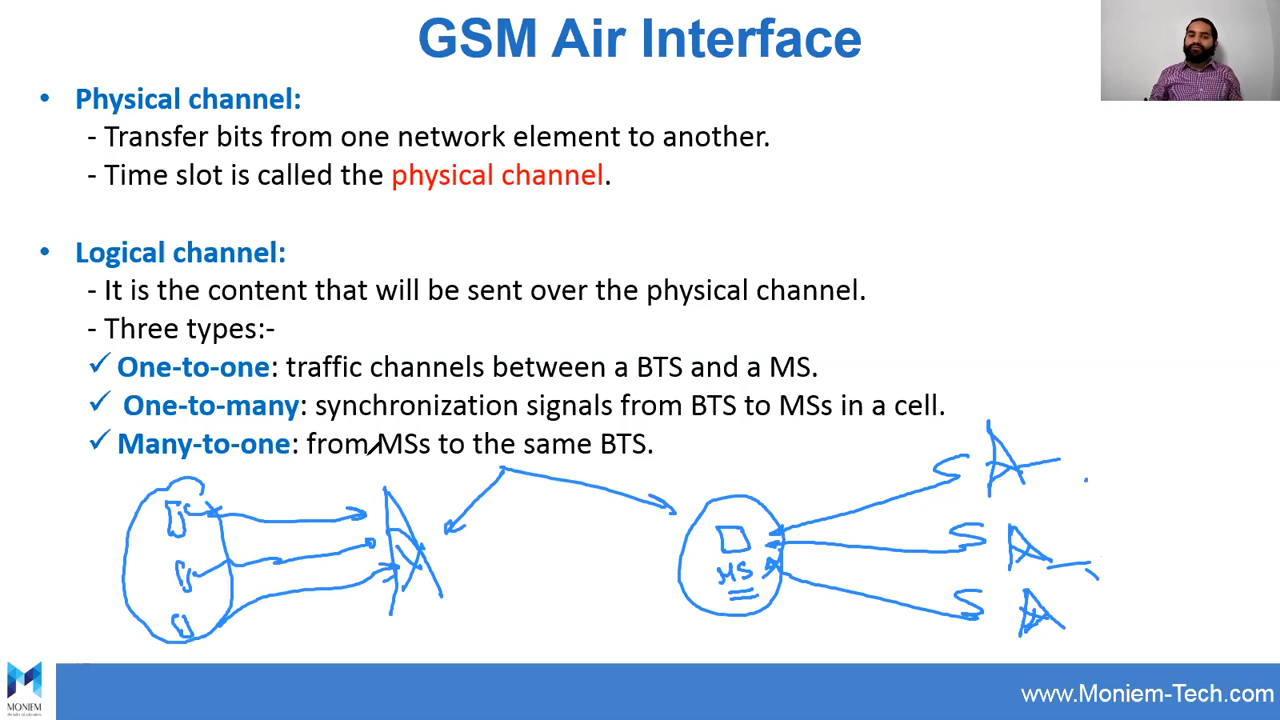 GSM Air Interface
• Physical channel:
- Transfer bits from one network element to another.
- Time slot is called the physical channel.
• Logical channel:
- It is the content that will be sent over the physical channel.
- Three types:-
✓ One-to-one: traffic channels between a BTS and a MS.
✓ One-to-many: synchronization signals from BTS to MSs in a cell.
✓ Many-to-one: from MSs to the same BTS.
S
S
MS
S
MONIEM
www.Moniem-Tech.com